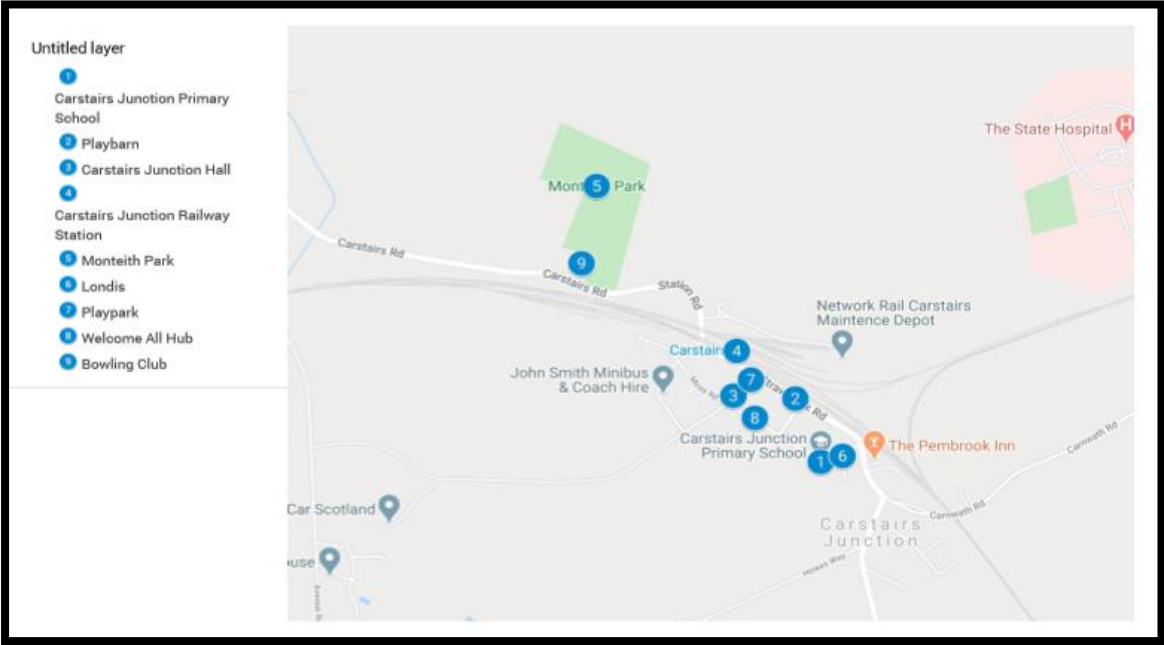 Untitled layer
1
Carstairs Junction Primary
School
2 Playbarn
3 Carstairs Junction Hall
4
Carstairs Junction Railway
Station
5 Monteith Park
6 Londis
7 Playpark
8 Welcome All Hub
9 Bowling Club
The State Hospital H
Mont 5 Park
Carstairs Rd
9
Carstairs Rd
Station Rd
Network Rail Carstairs
Maintence Depot
Carstair 4
John Smith Minibus
& Coach Hire
7
3
2
Rd
8
Carstairs Junction
Primary School
1
6
The Pembrook Inn
Carnwath Rd
Car Scotland
Carnwath Rd
Carstairs
Junction
ouse
Howes Way